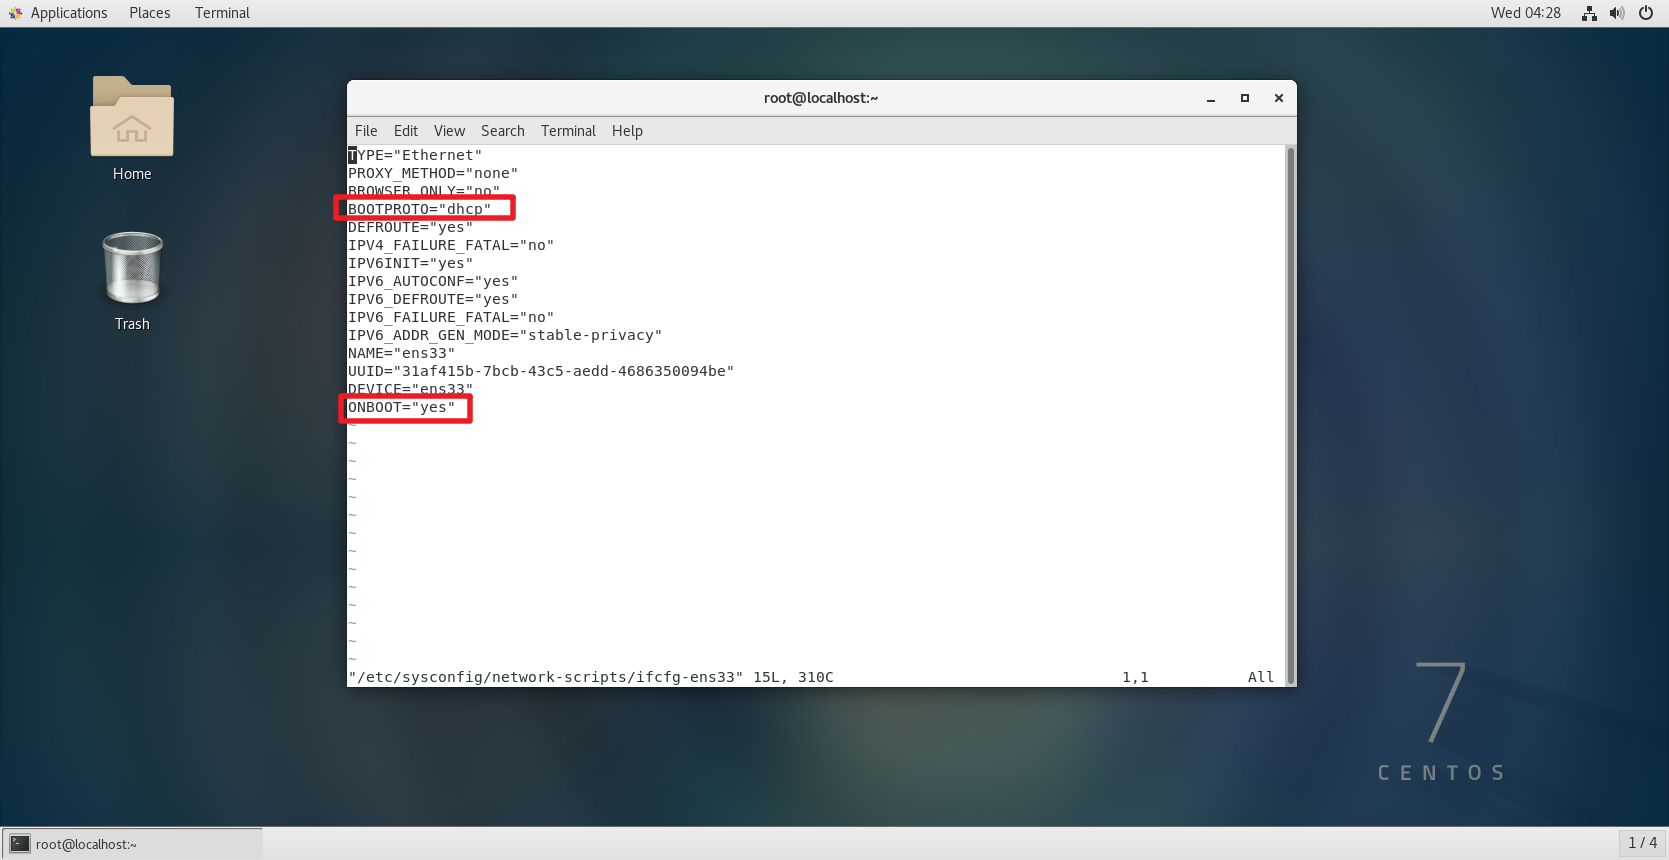 Applications Places Terminal Wed 04:28
Home
Trash
root@localhost:~
File Edit View Search Terminal Help
TYPE="Ethernet"
PROXY_METHOD="none"
BROWSER_ONLY="no"
BOOTPROTO="dhcp"
DEFROUTE="yes"
IPV4_FAILURE_FATAL="no"
IPV6INIT="yes"
IPV6_AUTOCONF="yes"
IPV6_DEFROUTE="yes"
IPV6_FAILURE_FATAL="no"
IPV6_ADDR_GEN_MODE="stable-privacy"
NAME="ens33"
UUID="31af415b-7bcb-43c5-aedd-4686350094be"
DEVICE="ens33"
ONBOOT="yes"
~
~
~
~
~
~
~
~
~
~
~
~
~
~
"/etc/sysconfig/network-scripts/ifcfg-ens33" 15L, 310C 1,1 All
7
CENTOS
root@localhost:~ 1 / 4